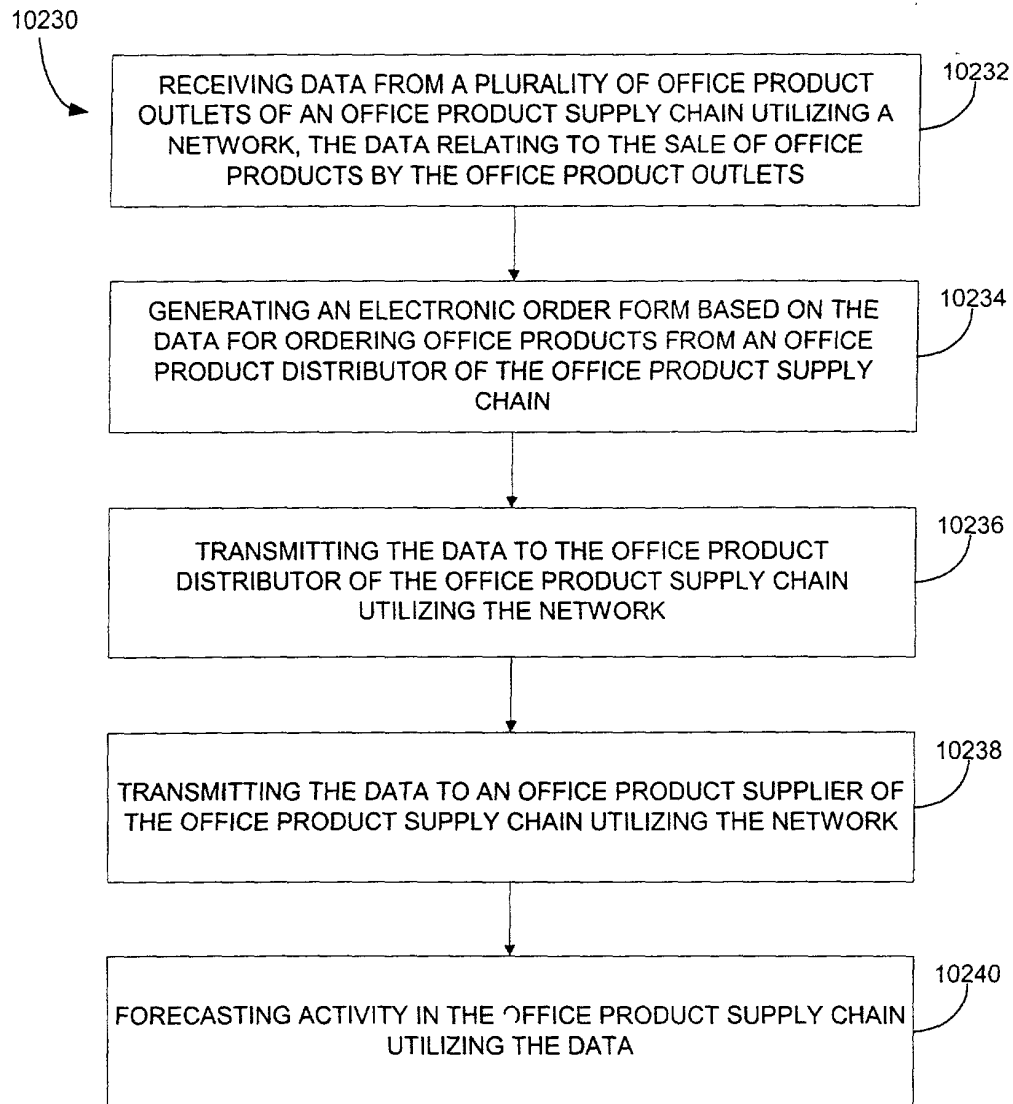 10230
RECEIVING DATA FROM A PLURALITY OF OFFICE PRODUCT
OUTLETS OF AN OFFICE PRODUCT SUPPLY CHAIN UTILIZING A
NETWORK, THE DATA RELATING TO THE SALE OF OFFICE
PRODUCTS BY THE OFFICE PRODUCT OUTLETS
10232
GENERATING AN ELECTRONIC ORDER FORM BASED ON THE
DATA FOR ORDERING OFFICE PRODUCTS FROM AN OFFICE
PRODUCT DISTRIBUTOR OF THE OFFICE PRODUCT SUPPLY
CHAIN
10234
TRANSMITTING THE DATA TO THE OFFICE PRODUCT
DISTRIBUTOR OF THE OFFICE PRODUCT SUPPLY CHAIN
UTILIZING THE NETWORK
10236
TRANSMITTING THE DATA TO AN OFFICE PRODUCT SUPPLIER OF
THE OFFICE PRODUCT SUPPLY CHAIN UTILIZING THE NETWORK
10238
FORECASTING ACTIVITY IN THE OFFICE PRODUCT SUPPLY CHAIN
UTILIZING THE DATA
10240